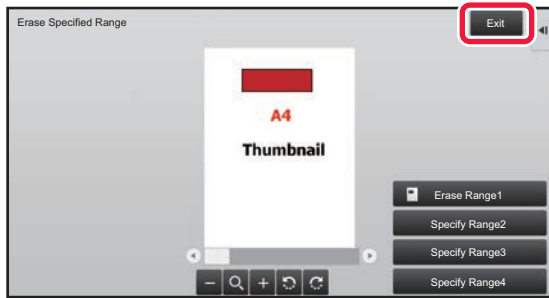 Erase Specified Range
Exit
A4
Thumbnail
Erase Range1
Specify Range2
Specify Range3
Specify Range4